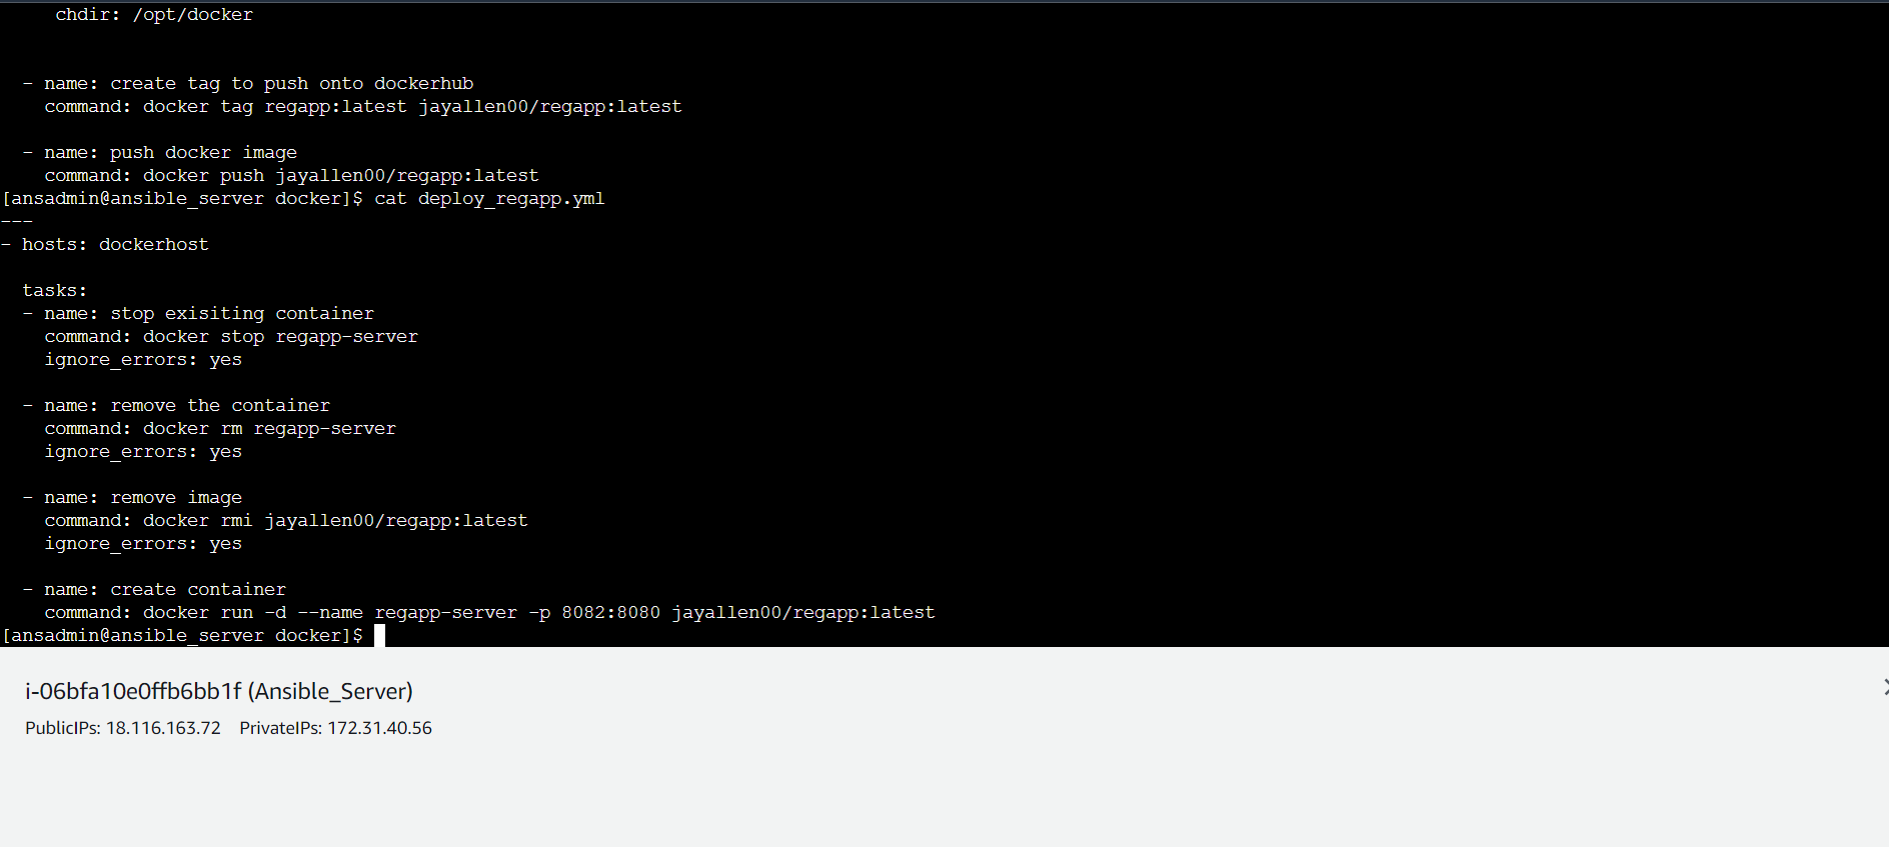 chdir: /opt/docker
- name: create tag to push onto dockerhub
command: docker tag regapp:latest jayallen00/regapp:latest
- name: push docker image
command: docker push jayallen00/regapp:latest
[ansadmin@ansible_server docker]$ cat deploy_regapp.yml
---
- hosts: dockerhost
tasks:
- name: stop exisiting container
command: docker stop regapp-server
ignore_errors: yes
- name: remove the container
command: docker rm regapp-server
ignore_errors: yes
- name: remove image
command: docker rmi jayallen00/regapp:latest
ignore_errors: yes
- name: create container
command: docker run -d --name regapp-server -p 8082:8080 jayallen00/regapp:latest
[ansadmin@ansible_server docker]$
i-06bfa10e0ffb6bb1f (Ansible_Server)
PublicIPs: 18.116.163.72 PrivateIPs: 172.31.40.56